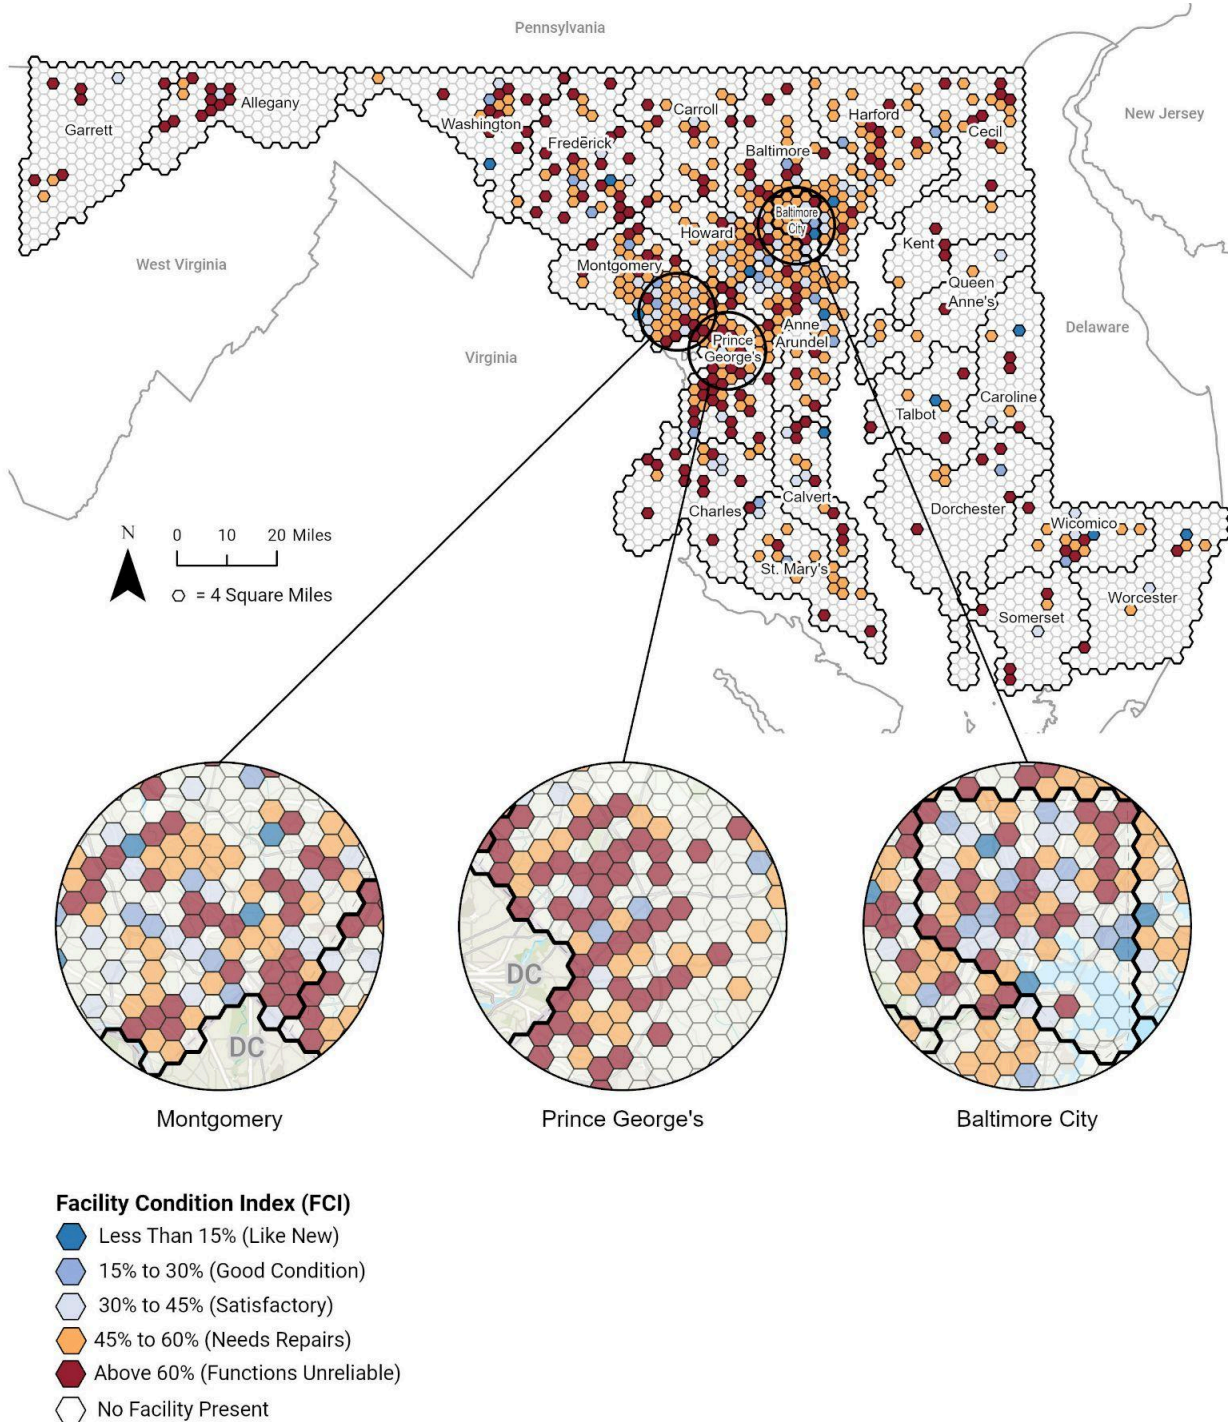 Pennsylvania
New Jersey
Garrett
Allegany
Washington
Frederick
Carroll
Baltimore
Harford
Cecil
Baltimore
City
Howard
Kent
Montgomery
Queen
Anne's
West Virginia
Virginia
Delaware
Anne
Arundel
Prince
George's
Talbot
Caroline
Calvert
Charles
Dorchester
Wicomico
St. Mary's
Somerset
Worcester
N
0 10 20 Miles
= 4 Square Miles
DC
DC
Montgomery
Prince George's
Baltimore City
Facility Condition Index (FCI)
Less Than 15% (Like New)
15% to 30% (Good Condition)
30% to 45% (Satisfactory)
45% to 60% (Needs Repairs)
Above 60% (Functions Unreliable)
No Facility Present